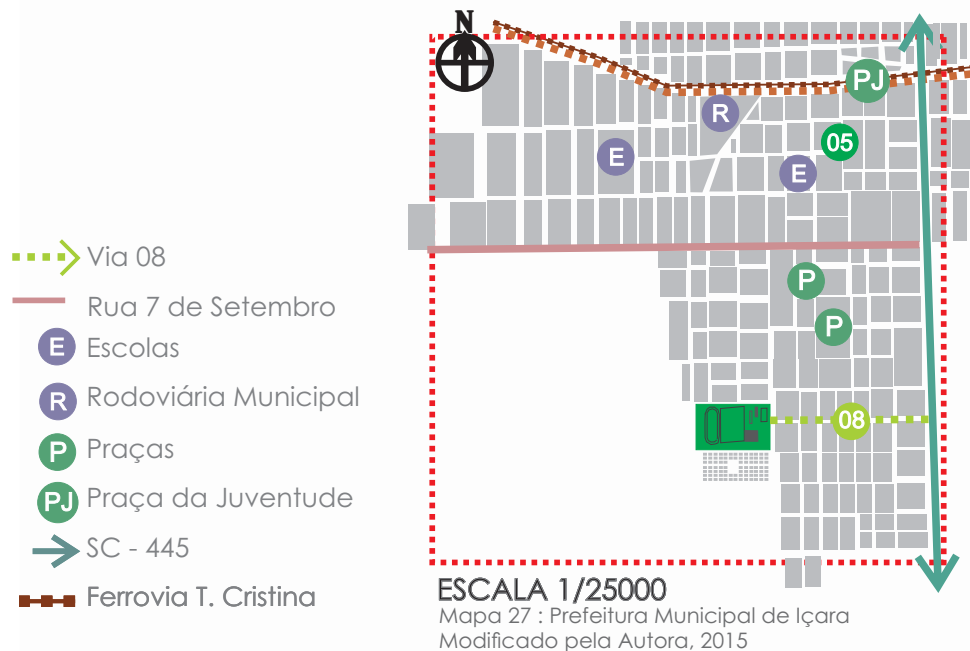 N
PJ
R
05
E
E
P
P
08
Via 08
Rua 7 de Setembro
E Escolas
R Rodoviária Municipal
P Praças
PJ Praça da Juventude
SC - 445
Ferrovia T. Cristina
ESCALA 1/25000
Mapa 27 : Prefeitura Municipal de Içara
Modificado pela Autora, 2015